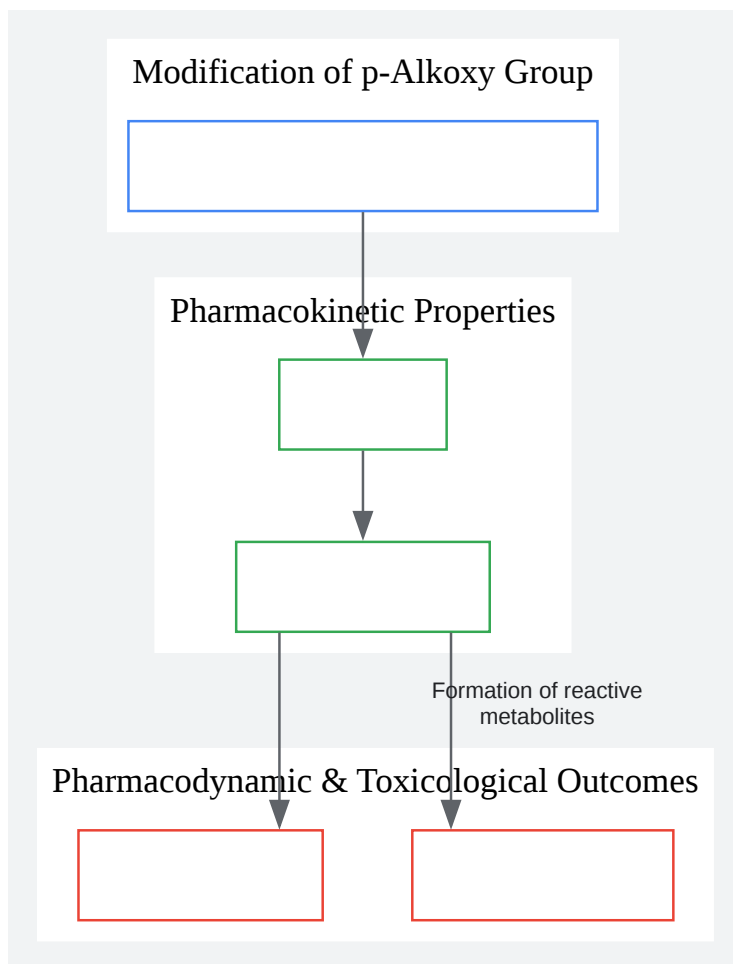 Modification of p-Alkoxy Group
Pharmacokinetic Properties
Formation of reactive
metabolites
Pharmacodynamic & Toxicological Outcomes